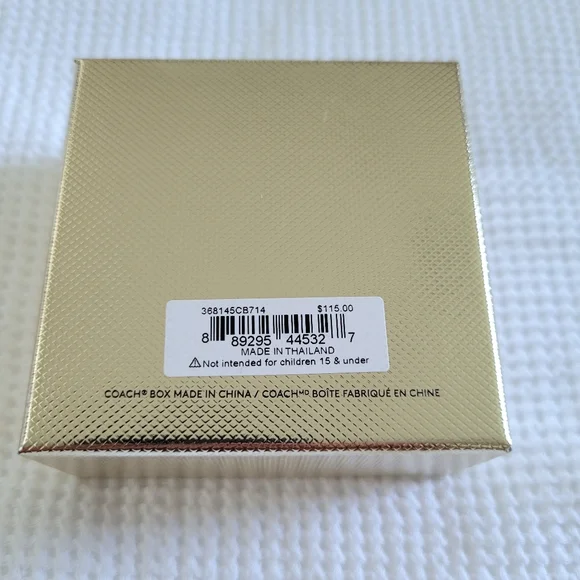 368145CB714 $115.00
8 89295 44532 7
MADE IN THAILAND
⚠Not intended for children 15 & under
COACH® BOX MADE IN CHINA / COACHᴹᴰ BOÎTE FABRIQUÉ EN CHINE